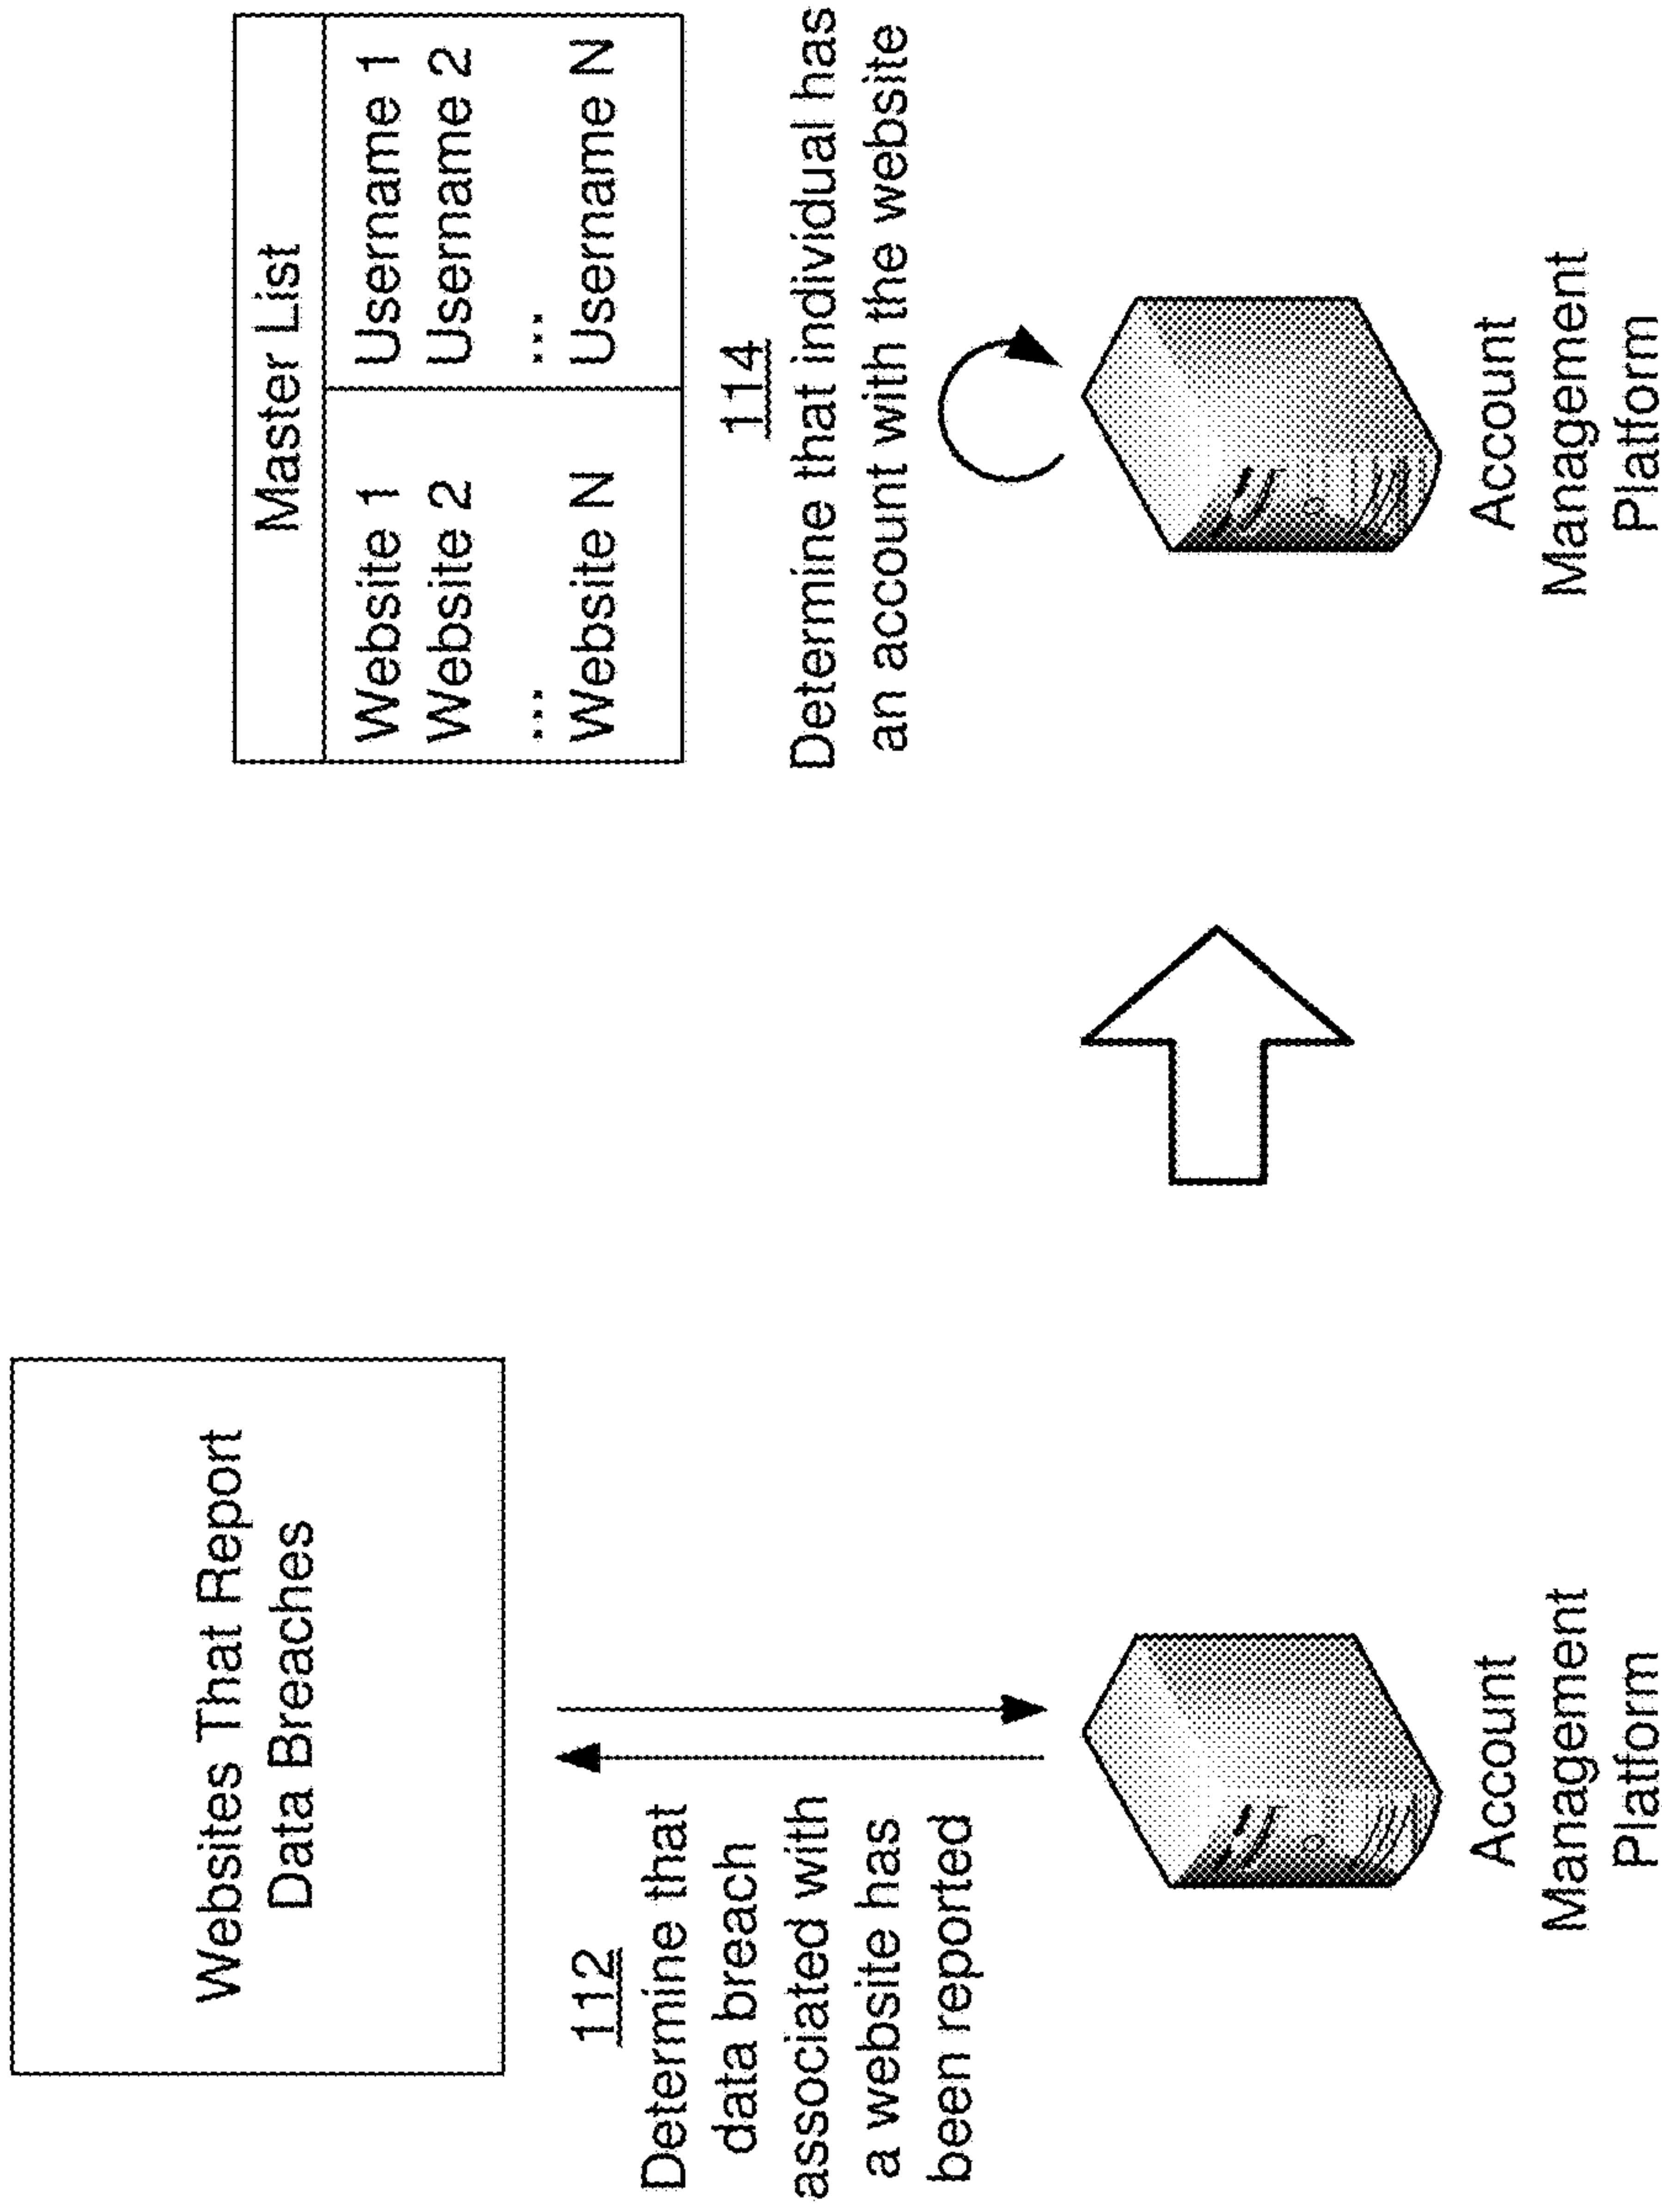 Websites That Report
Data Breaches
112
Determine that
data breach
associated with
a website has
been reported
Account
Management
Platform
Master List
Website 1 Username 1
Website 2 Username 2
... ...
Website N Username N
114
Determine that individual has
an account with the website
Account
Management
Platform